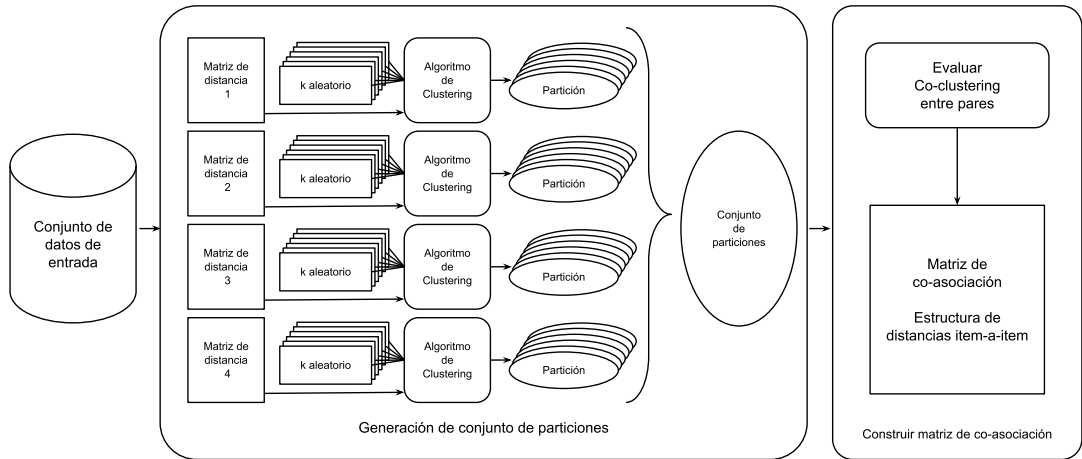 Conjunto de
datos de
entrada
Matriz de
distancia
1
k aleatorio
Algoritmo
de
Clustering
Partición
Matriz de
distancia
2
k aleatorio
Algoritmo
de
Clustering
Partición
Matriz de
distancia
3
k aleatorio
Algoritmo
de
Clustering
Partición
Matriz de
distancia
4
k aleatorio
Algoritmo
de
Clustering
Partición
Generación de conjunto de particiones
Conjunto
de
particiones
Evaluar
Co-clustering
entre pares
Matriz de
co-asociación
Estructura de
distancias item-a-item
Construir matriz de co-asociación